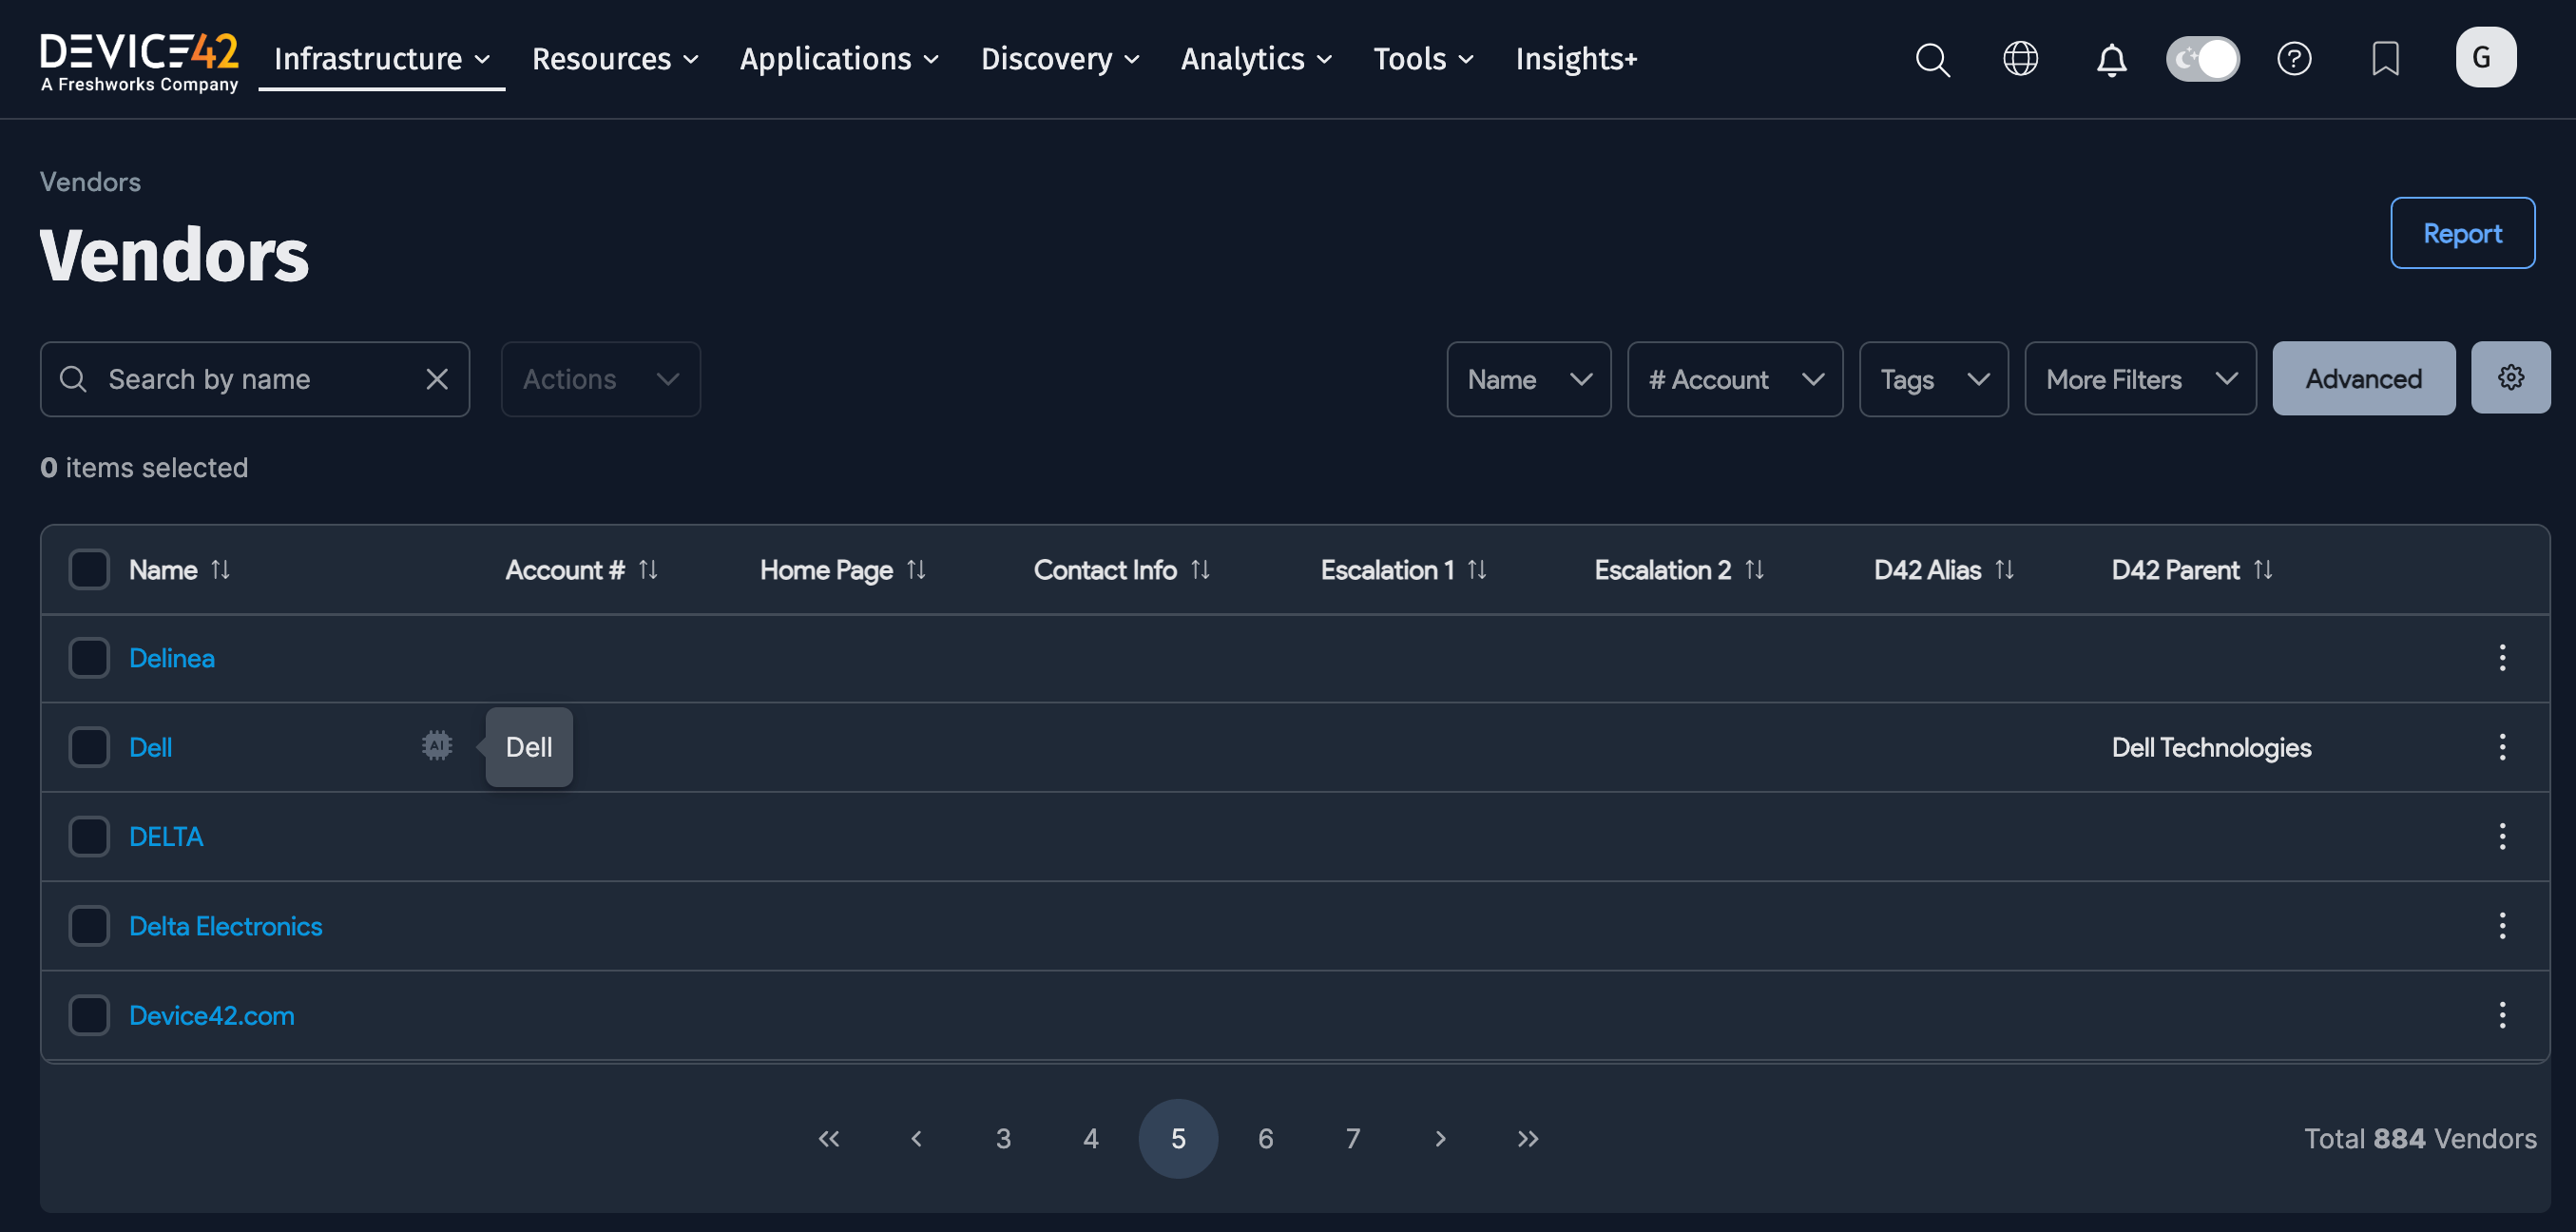 DEVICE42
A Freshworks Company
Infrastructure Resources Applications Discovery Analytics Tools Insights+
G
Vendors
Vendors
Report
Search by name
Actions
Name
# Account
Tags
More Filters
Advanced
0 items selected
Name Account # Home Page Contact Info Escalation 1 Escalation 2 D42 Alias D42 Parent
Delinea
Dell AI Dell Dell Technologies
DELTA
Delta Electronics
Device42.com
3 4 5 6 7
Total 884 Vendors